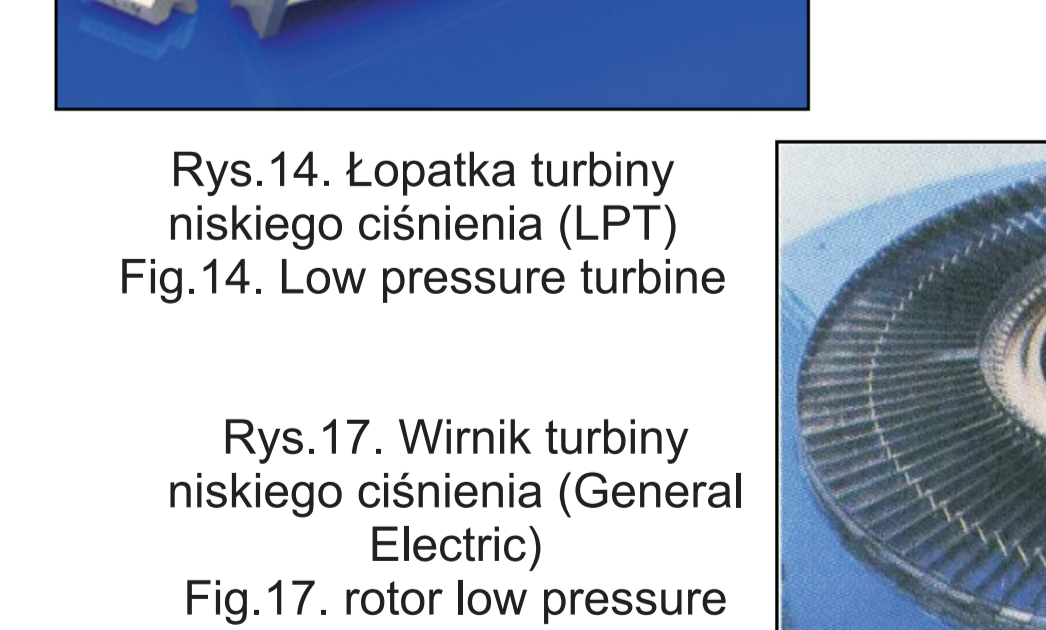 Rys.14. Łopatka turbiny
niskiego ciśnienia (LPT)
Fig.14. Low pressure turbine
Rys.17. Wirnik turbiny
niskiego ciśnienia (General
Electric)
Fig.17. rotor low pressure